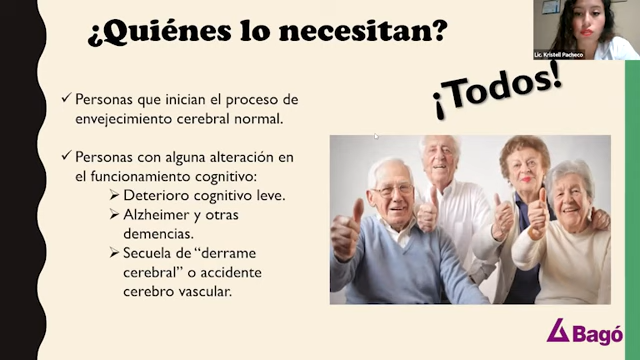 ¿Quiénes lo necesitan?
Lic. Kristell Pacheco
¡Todos!
✓ Personas que inician el proceso de
envejecimiento cerebral normal.
✓ Personas con alguna alteración en
el funcionamiento cognitivo:
➢ Deterioro cognitivo leve.
➢ Alzheimer y otras
demencias.
➢ Secuela de “derrame
cerebral” o accidente
cerebro vascular.
Bagó